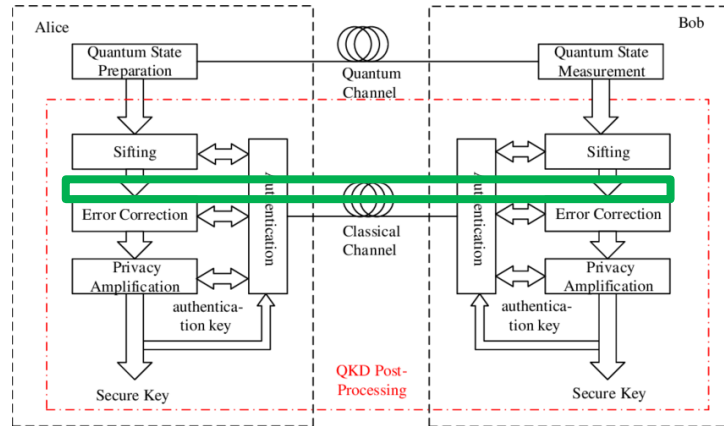 Alice
Bob
Quantum State
Preparation
Quantum
Channel
Quantum State
Measurement
Sifting
Authentication
Error Correction
Privacy
Amplification
authentica-
tion key
Secure Key
Classical
Channel
QKD Post-
Processing
Authentication
Sifting
Error Correction
Privacy
Amplification
authentica-
tion key
Secure Key